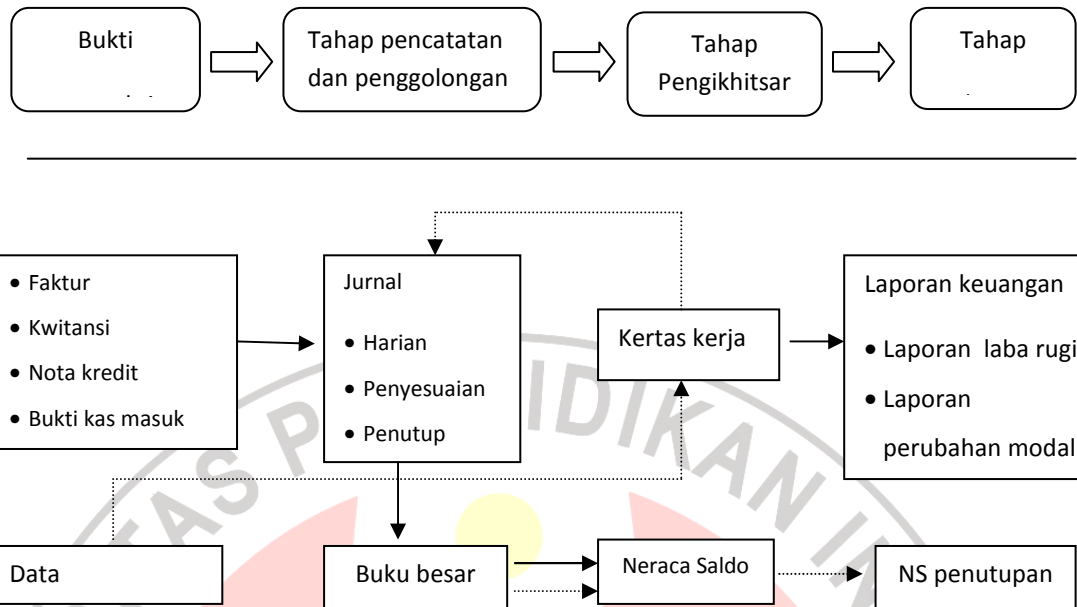 Bukti
Tahap pencatatan
dan penggolongan
Tahap
Pengikhitsar
Tahap
• Faktur
• Kwitansi
• Nota kredit
• Bukti kas masuk
Jurnal
• Harian
• Penyesuaian
• Penutup
Kertas kerja
Laporan keuangan
• Laporan laba rugi
• Laporan
perubahan modal
Data
Buku besar
Neraca Saldo
NS penutupan